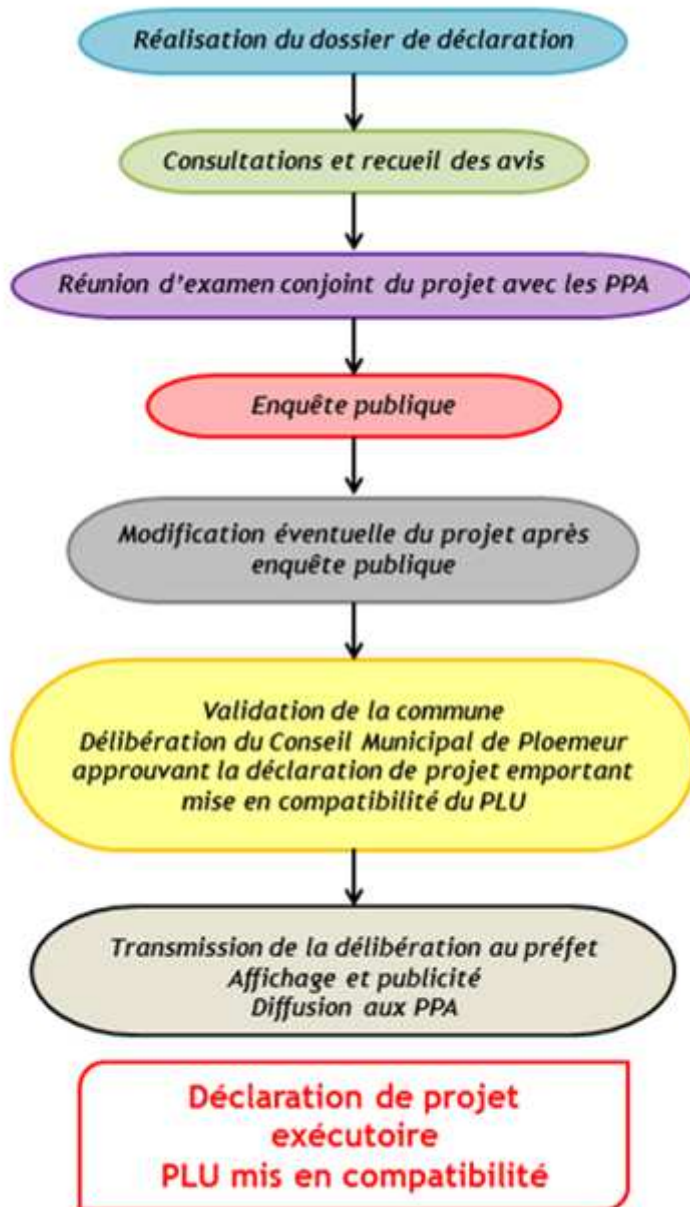 Réalisation du dossier de déclaration
Consultations et recueil des avis
Réunion d'examen conjoint du projet avec les PPA
Enquête publique
Modification éventuelle du projet après
enquête publique
Validation de la commune
Délibération du Conseil Municipal de Ploemeur
approuvant la déclaration de projet emportant
mise en compatibilité du PLU
Transmission de la délibération au préfet
Affichage et publicité
Diffusion aux PPA
Déclaration de projet
exécutoire
PLU mis en compatibilité